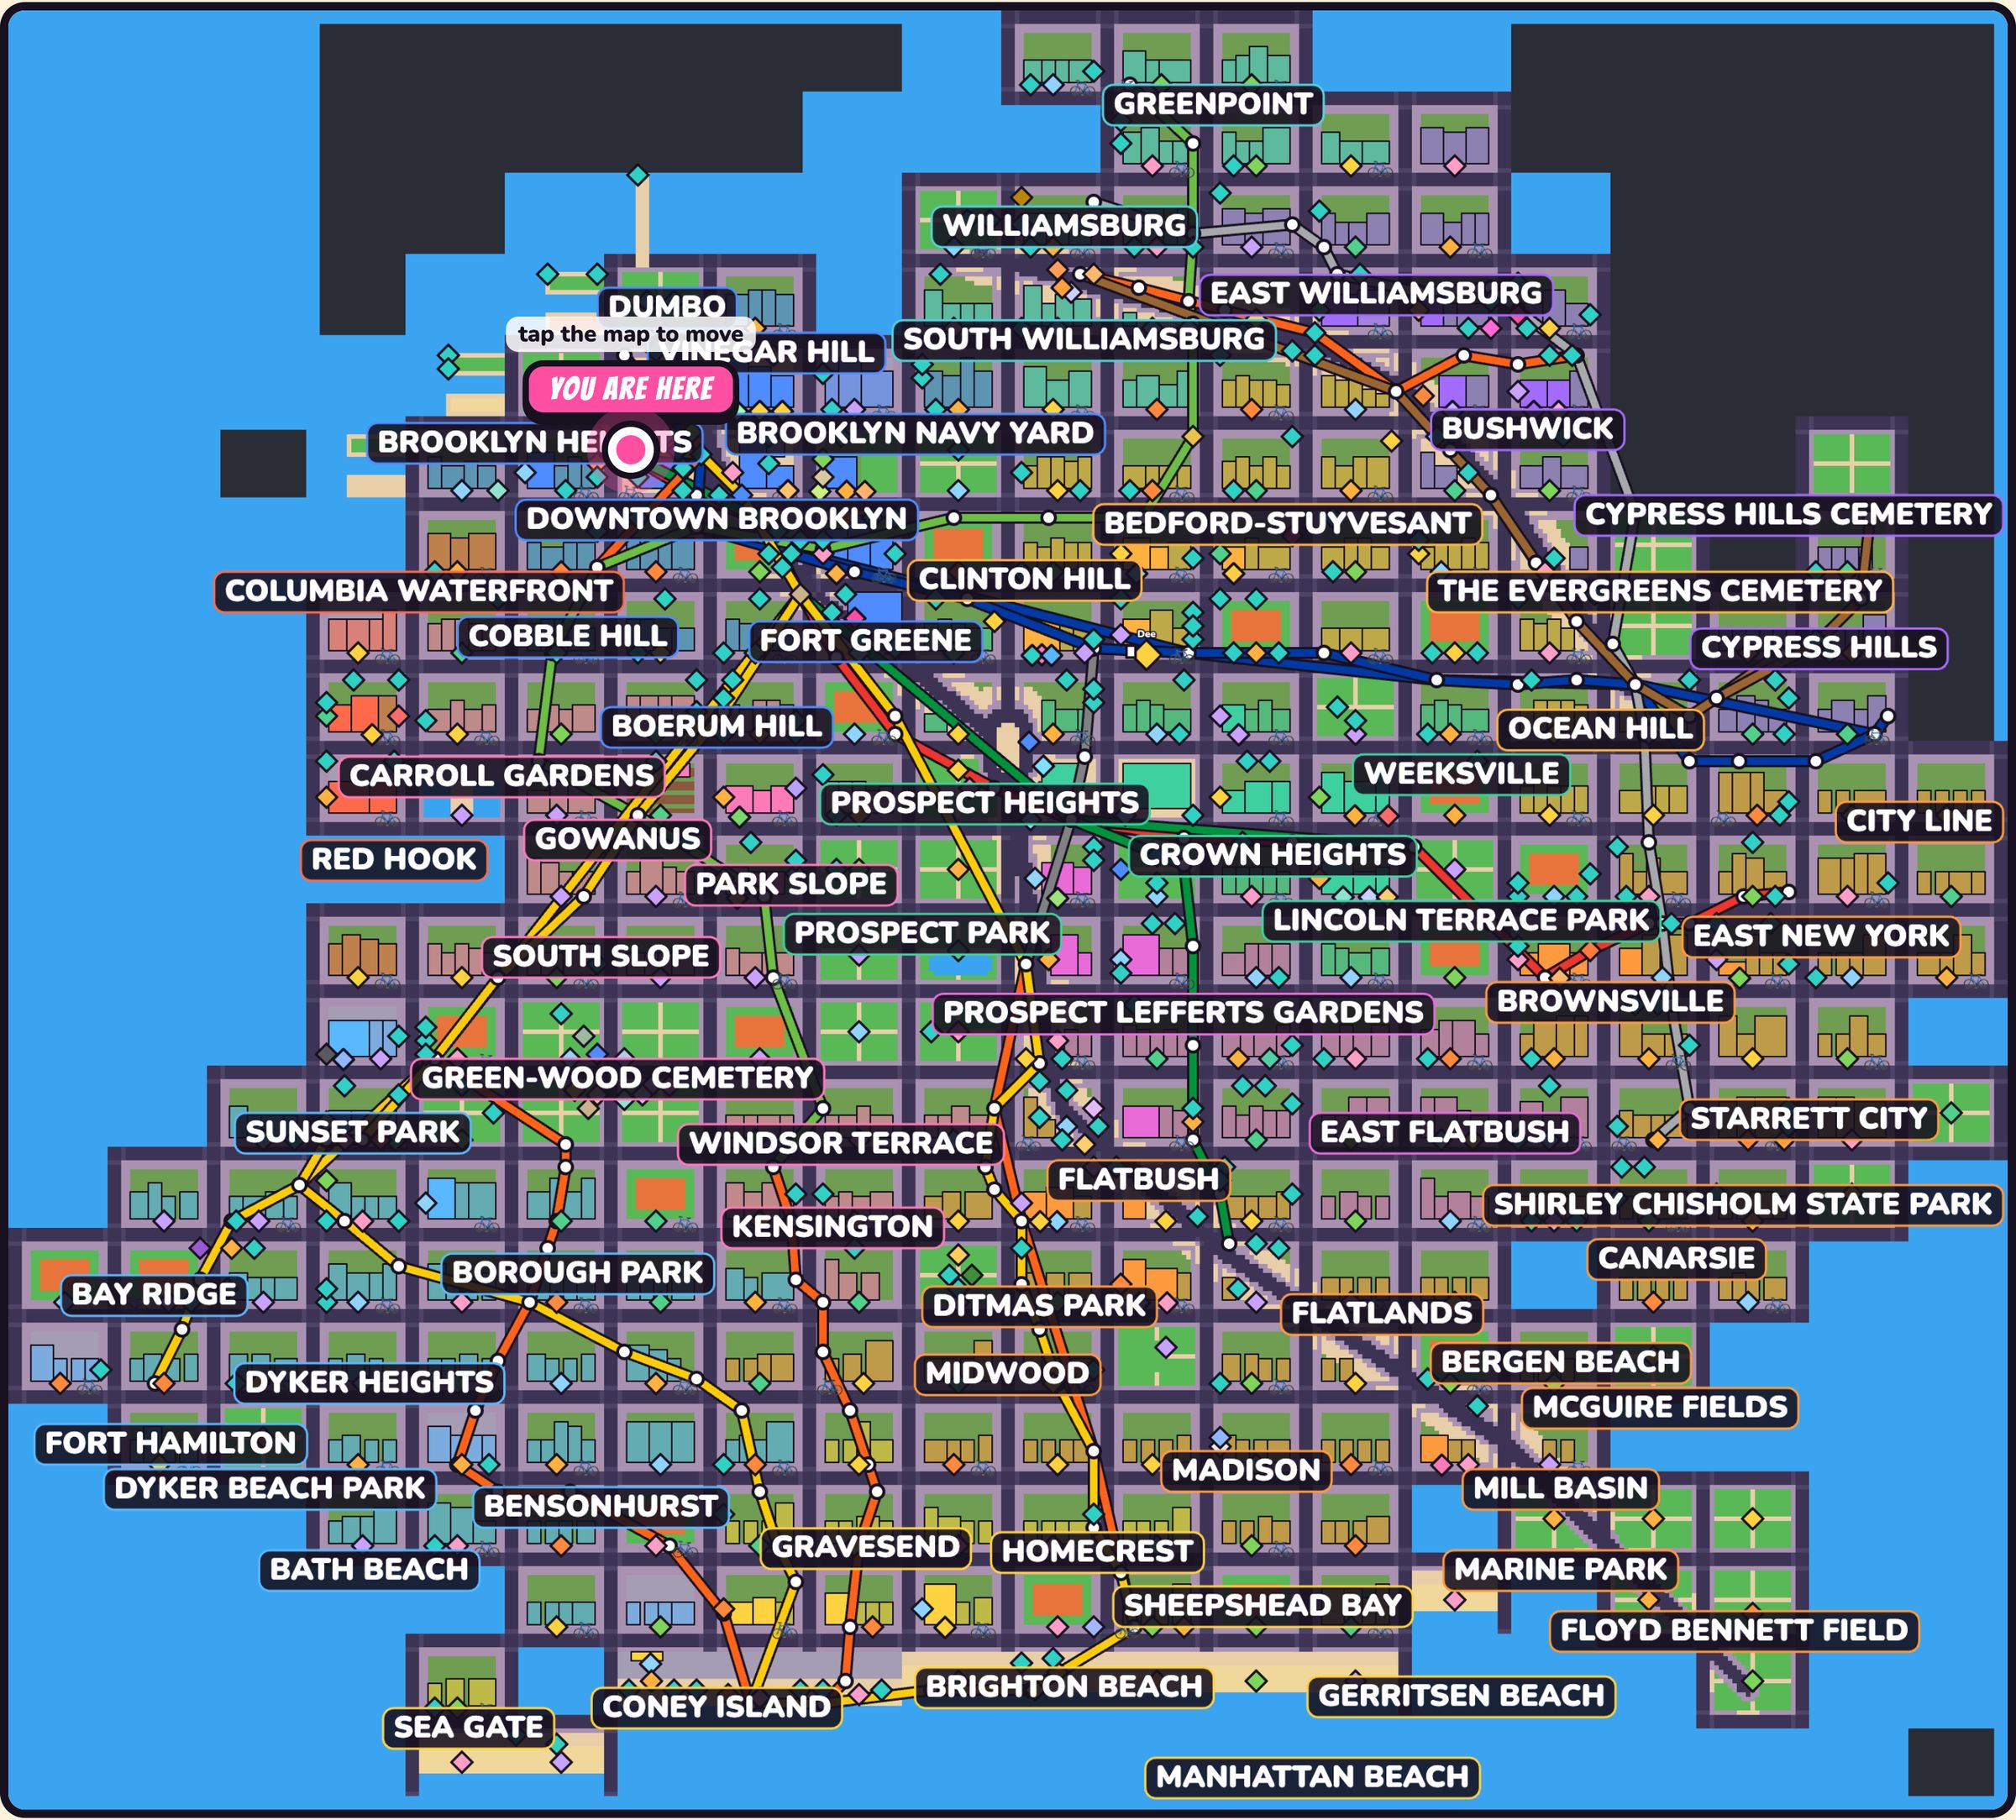 GREENPOINT
WILLIAMSBURG
EAST WILLIAMSBURG
DUMBO
tap the map to move
SOUTH WILLIAMSBURG
VINEGAR HILL
YOU ARE HERE
BUSHWICK
BROOKLYN NAVY YARD
BROOKLYN HEIGHTS
CYPRESS HILLS CEMETERY
DOWNTOWN BROOKLYN
BEDFORD-STUYVESANT
CLINTON HILL
COLUMBIA WATERFRONT
THE EVERGREENS CEMETERY
COBBLE HILL
FORT GREENE
Dee
CYPRESS HILLS
BOERUM HILL
OCEAN HILL
CARROLL GARDENS
WEEKSVILLE
PROSPECT HEIGHTS
CITY LINE
GOWANUS
RED HOOK
CROWN HEIGHTS
PARK SLOPE
LINCOLN TERRACE PARK
PROSPECT PARK
EAST NEW YORK
SOUTH SLOPE
BROWNSVILLE
PROSPECT LEFFERTS GARDENS
GREEN-WOOD CEMETERY
STARRETT CITY
SUNSET PARK
EAST FLATBUSH
WINDSOR TERRACE
FLATBUSH
SHIRLEY CHISHOLM STATE PARK
KENSINGTON
CANARSIE
BOROUGH PARK
BAY RIDGE
DITMAS PARK
FLATLANDS
BERGEN BEACH
MIDWOOD
DYKER HEIGHTS
MCGUIRE FIELDS
FORT HAMILTON
MADISON
DYKER BEACH PARK
MILL BASIN
BENSONHURST
GRAVESEND
HOMECREST
BATH BEACH
MARINE PARK
SHEEPSHEAD BAY
FLOYD BENNETT FIELD
BRIGHTON BEACH
GERRITSEN BEACH
CONEY ISLAND
SEA GATE
MANHATTAN BEACH